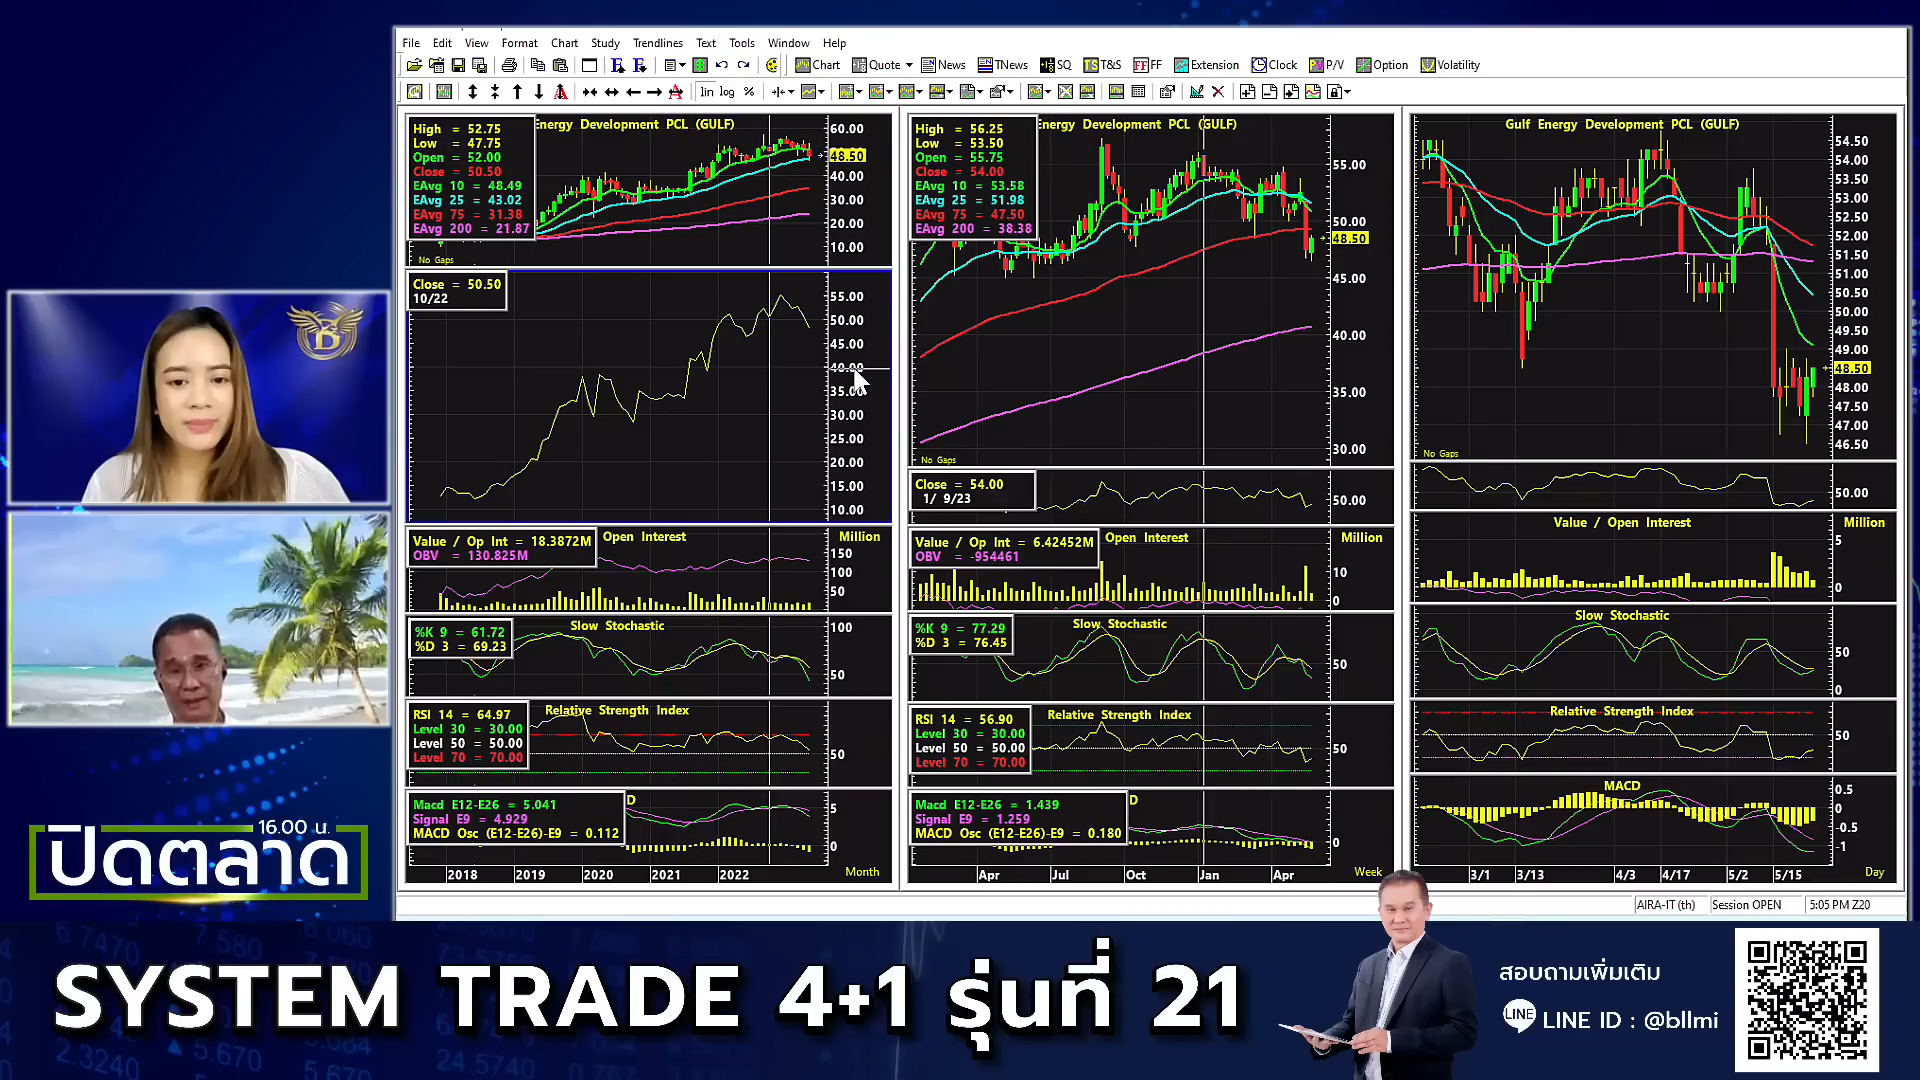 File Edit View Format Chart Study Trendlines Text Tools Window Help
Chart Quote News TNews SQ T&S FF Extension Clock P/V Option Volatility
lin log %
High = 52.75
Low = 47.75
Open = 52.00
Close = 50.50
EAvg 10 = 48.49
EAvg 25 = 43.02
EAvg 75 = 31.38
EAvg 200 = 21.87
Energy Development PCL (GULF)
60.00
48.50
40.00
30.00
20.00
10.00
No Gaps
Close = 50.50
10/22
55.00
50.00
45.00
40.00
35.00
30.00
25.00
20.00
15.00
10.00
Value / Op Int = 18.3872M
OBV = 130.825M
Open Interest
Million
150
100
50
%K 9 = 61.72
%D 3 = 69.23
Slow Stochastic
100
50
RSI 14 = 64.97
Level 30 = 30.00
Level 50 = 50.00
Level 70 = 70.00
Relative Strength Index
50
Macd E12-E26 = 5.041
Signal E9 = 4.929
MACD Osc (E12-E26)-E9 = 0.112
D
5
0
2018 2019 2020 2021 2022
Month
High = 56.25
Low = 53.50
Open = 55.75
Close = 54.00
EAvg 10 = 53.58
EAvg 25 = 51.98
EAvg 75 = 47.50
EAvg 200 = 38.38
Energy Development PCL (GULF)
55.00
50.00
48.50
45.00
40.00
35.00
30.00
No Gaps
Close = 54.00
1/ 9/23
50.00
Value / Op Int = 6.42452M
OBV = -954461
Open Interest
Million
10
0
%K 9 = 77.29
%D 3 = 76.45
Slow Stochastic
50
RSI 14 = 56.90
Level 30 = 30.00
Level 50 = 50.00
Level 70 = 70.00
Relative Strength Index
50
Macd E12-E26 = 1.439
Signal E9 = 1.259
MACD Osc (E12-E26)-E9 = 0.180
D
0
Apr Jul Oct Jan Apr
Week
Gulf Energy Development PCL (GULF)
54.50
54.00
53.50
53.00
52.50
52.00
51.50
51.00
50.50
50.00
49.50
49.00
48.50
48.00
47.50
47.00
46.50
No Gaps
50.00
Value / Open Interest
Million
5
0
Slow Stochastic
50
0
Relative Strength Index
50
MACD
0.5
0
-0.5
-1
3/1 3/13 4/3 4/17 5/2 5/15
Day
AIRA-IT (th) Session OPEN 5:05 PM Z20
16.00 น.
ปิดตลาด
SYSTEM TRADE 4+1 รุ่นที่ 21
สอบถามเพิ่มเติม
LINE
LINE ID : @bllmi